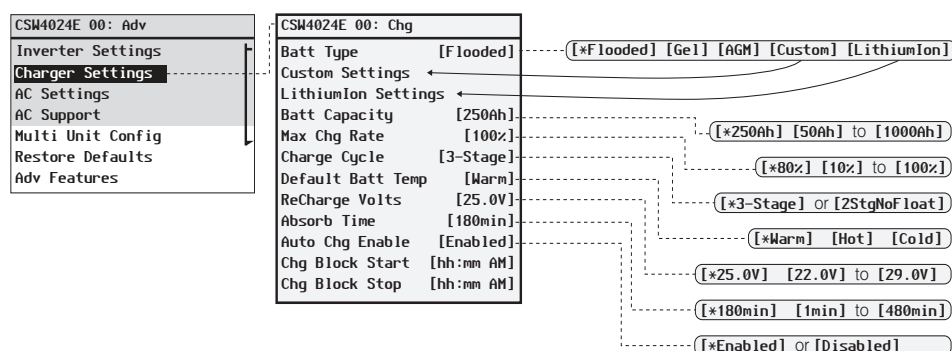 CSW4024E 00: Adv
Inverter Settings
Charger Settings
AC Settings
AC Support
Multi Unit Config
Restore Defaults
Adv Features
CSW4024E 00: Chg
Batt Type [Flooded]
Custom Settings
LithiumIon Settings
Batt Capacity [250Ah]
Max Chg Rate [100%]
Charge Cycle [3-Stage]
Default Batt Temp [Warm]
ReCharge Volts [25.0V]
Absorb Time [180min]
Auto Chg Enable [Enabled]
Chg Block Start [hh:mm AM]
Chg Block Stop [hh:mm AM]
[*Flooded] [Gel] [AGM] [Custom] [LithiumIon]
[*250Ah] [50Ah] to [1000Ah]
[*80%] [10%] to [100%]
[*3-Stage] or [2StgNoFloat]
[*Warm] [Hot] [Cold]
[*25.0V] [22.0V] to [29.0V]
[*180min] [1min] to [480min]
[*Enabled] or [Disabled]